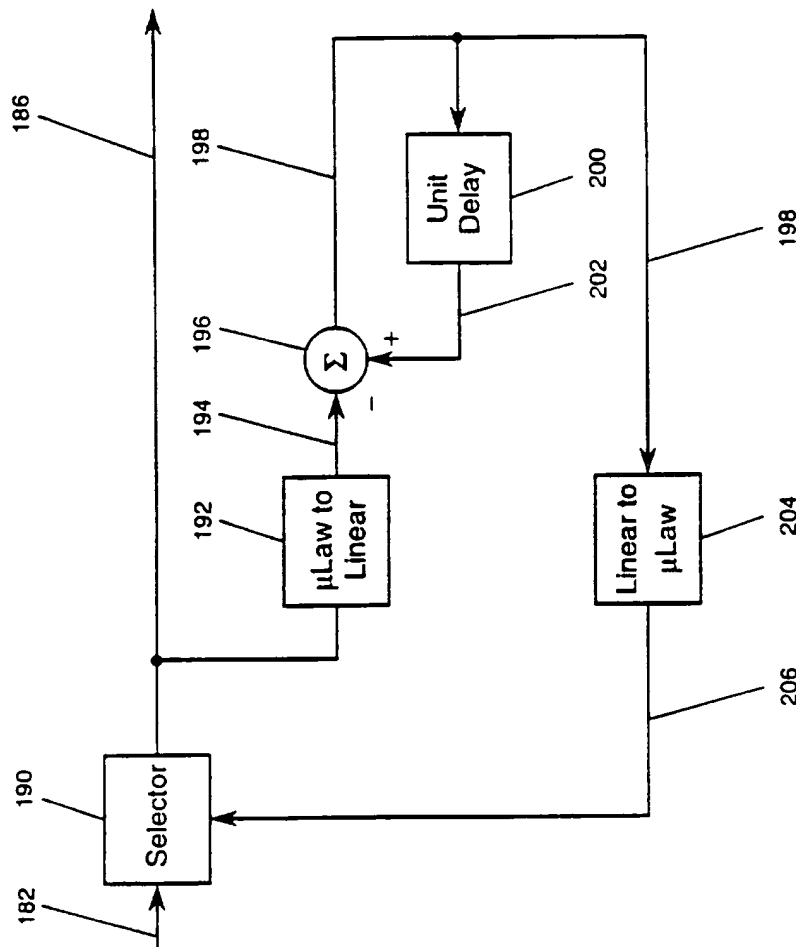 182
190
Selector
186
192
µLaw to
Linear
194
196
Σ
-
+
198
Unit
Delay
200
202
198
Linear to
µLaw
204
206